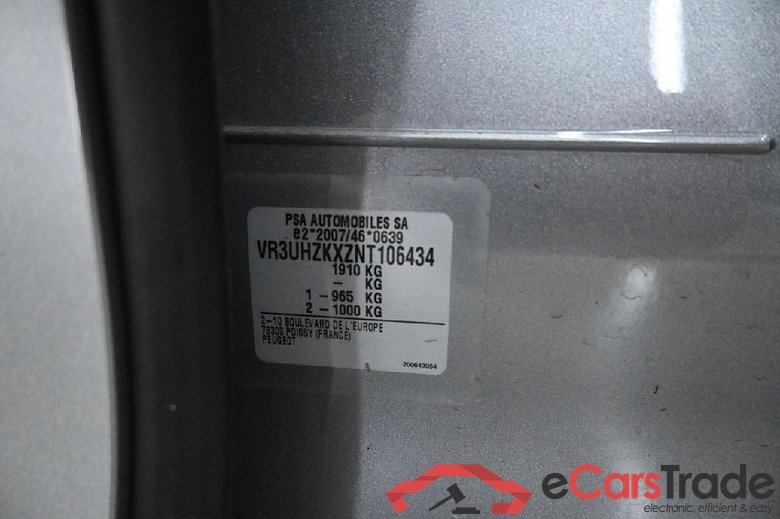 PSA AUTOMOBILES SA
e2*2007/46*0639
VR3UHZKXZNT106434
1910 KG
- KG
1 - 965 KG
2 - 1000 KG
2-10 BOULEVARD DE L'EUROPE
78300 POISSY (FRANCE)
PEUGEOT
200643054
eCarsTrade
electronic, efficient & easy